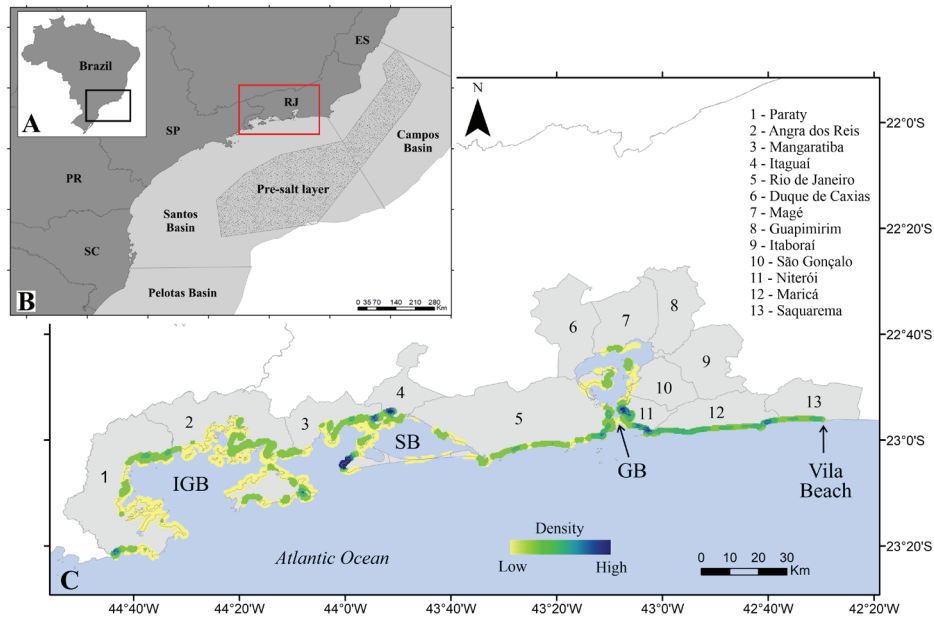 Brazil
A
ES
RJ
SP
Campos
Basin
PR
Pre-salt layer
Santos
Basin
SC
Pelotas Basin
B
0 35 70 140 210 280
Km
N
1 - Paraty
2 - Angra dos Reis
3 - Mangaratiba
4 - Itaguaí
5 - Rio de Janeiro
6 - Duque de Caxias
7 - Magé
8 - Guapimirim
9 - Itaboraí
10 - São Gonçalo
11 - Niterói
12 - Maricá
13 - Saquarema
22°0'S
22°20'S
22°40'S
23°0'S
23°20'S
6
7
8
9
4
10
2
3
5
11
12
13
1
SB
IGB
GB
Vila
Beach
Density
Low
High
Atlantic Ocean
0 10 20 30
Km
C
44°40'W
44°20'W
44°0'W
43°40'W
43°20'W
43°0'W
42°40'W
42°20'W